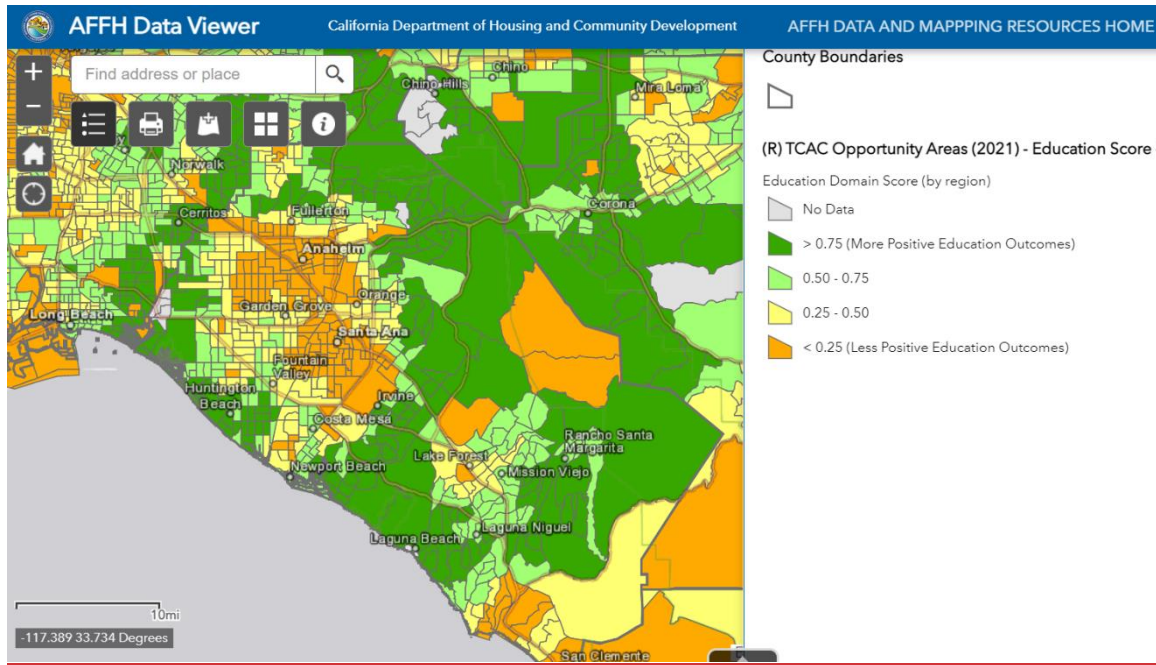 AFFH Data Viewer
California Department of Housing and Community Development
AFFH DATA AND MAPPPING RESOURCES HOME
Find address or place
Chino
Chino Hills
Mira Loma
Norwalk
Cerritos
Fullerton
Corona
Anaheim
Orange
Garden Grove
Long Beach
Santa Ana
Fountain
Valley
Huntington
Beach
Irvine
Costa Mesa
Rancho Santa
Margarita
Lake Forest
Newport Beach
Mission Viejo
Laguna Niguel
Laguna Beach
San Clemente
10mi
-117.389 33.734 Degrees
County Boundaries
(R) TCAC Opportunity Areas (2021) - Education Score
Education Domain Score (by region)
No Data
> 0.75 (More Positive Education Outcomes)
0.50 - 0.75
0.25 - 0.50
< 0.25 (Less Positive Education Outcomes)